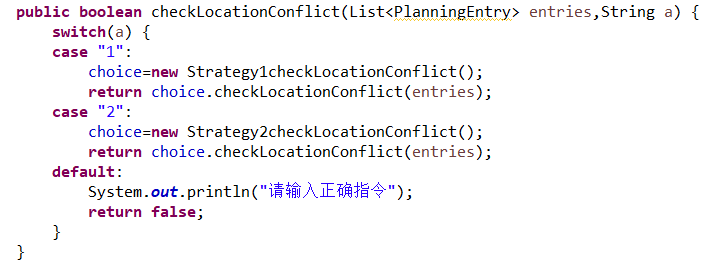 public boolean checkLocationConflict(List<PlanningEntry> entries,String a) {
switch(a) {
case "1":
choice=new Strategy1checkLocationConflict();
return choice.checkLocationConflict(entries);
case "2":
choice=new Strategy2checkLocationConflict();
return choice.checkLocationConflict(entries);
default:
System.out.println("请输入正确指令");
return false;
}
}